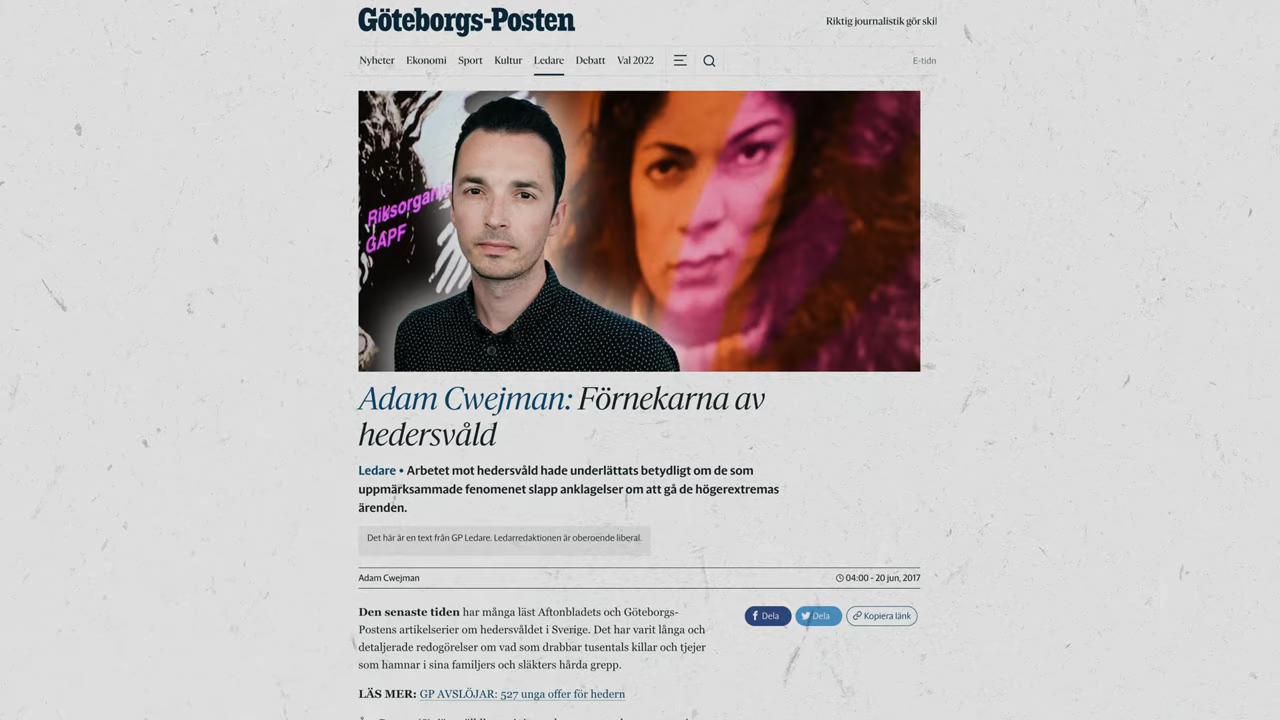 Göteborgs-Posten
Riktig journalistik gör skil
Nyheter Ekonomi Sport Kultur Ledare Debatt Val 2022
E-tidn
Riksorgani
GAPF
Adam Cwejman: Förnekarna av
hedersvåld
Ledare • Arbetet mot hedersvåld hade underlättats betydligt om de som
uppmärksammade fenomenet slapp anklagelser om att gå de högerextremas
ärenden.
Det här är en text från GP Ledare. Ledarredaktionen är oberoende liberal.
Adam Cwejman
04:00 - 20 jun, 2017
Den senaste tiden har många läst Aftonbladets och Göteborgs-
Postens artikelserier om hedersvåldet i Sverige. Det har varit långa och
detaljerade redogörelser om vad som drabbar tusentals killar och tjejer
som hamnar i sina familjers och släkters hårda grepp.
Dela Dela Kopiera länk
LÄS MER: GP AVSLÖJAR: 527 unga offer för hedern